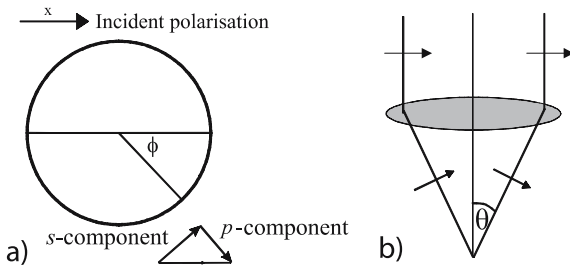 x
Incident polarisation
ϕ
s-component
p-component
a)
θ
b)